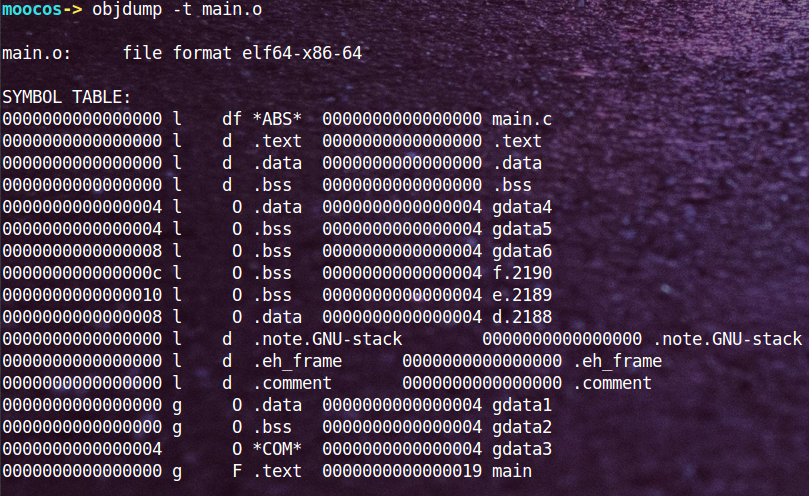 moocos-> objdump -t main.o
main.o:     file format elf64-x86-64
SYMBOL TABLE:
0000000000000000 l    df *ABS*  0000000000000000 main.c
0000000000000000 l    d  .text  0000000000000000 .text
0000000000000000 l    d  .data  0000000000000000 .data
0000000000000000 l    d  .bss   0000000000000000 .bss
0000000000000004 l     O .data  0000000000000004 gdata4
0000000000000004 l     O .bss   0000000000000004 gdata5
0000000000000008 l     O .bss   0000000000000004 gdata6
000000000000000c l     O .bss   0000000000000004 f.2190
0000000000000010 l     O .bss   0000000000000004 e.2189
0000000000000008 l     O .data  0000000000000004 d.2188
0000000000000000 l    d  .note.GNU-stack        0000000000000000 .note.GNU-stack
0000000000000000 l    d  .eh_frame      0000000000000000 .eh_frame
0000000000000000 l    d  .comment       0000000000000000 .comment
0000000000000000 g     O .data  0000000000000004 gdata1
0000000000000000 g     O .bss   0000000000000004 gdata2
0000000000000004       O *COM*  0000000000000004 gdata3
0000000000000000 g     F .text  0000000000000019 main